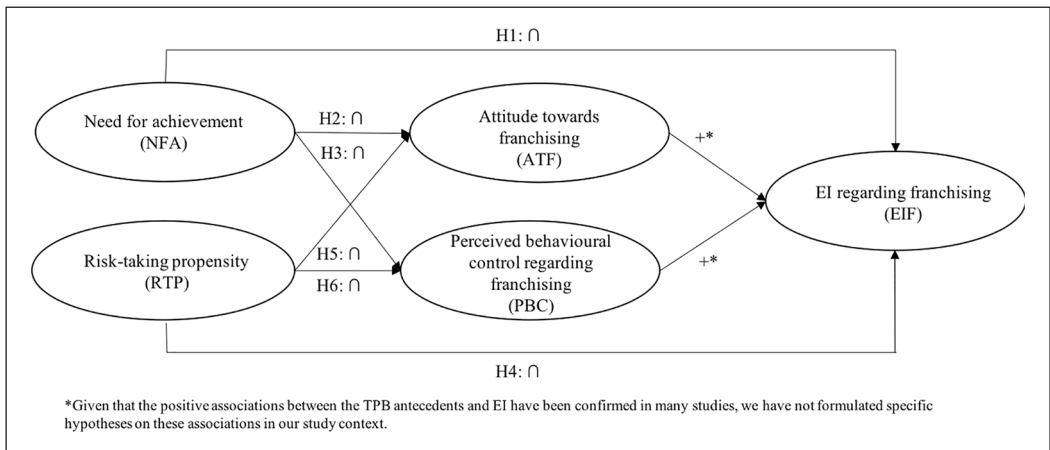 H1: ∩
Need for achievement
(NFA)
H2: ∩
H3: ∩
Attitude towards
franchising
(ATF)
+*
EI regarding franchising
(EIF)
Risk-taking propensity
(RTP)
H5: ∩
H6: ∩
Perceived behavioural
control regarding
franchising
(PBC)
+*
H4: ∩
*Given that the positive associations between the TPB antecedents and EI have been confirmed in many studies, we have not formulated specific
hypotheses on these associations in our study context.